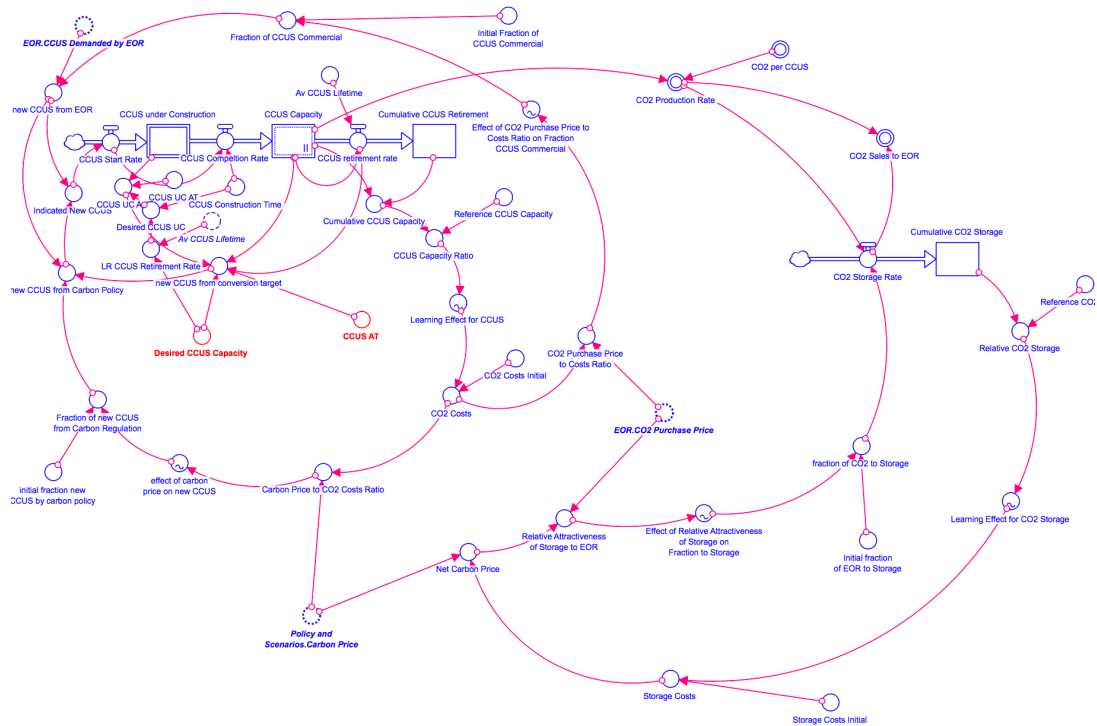 Initial Fraction of
CCUS Commercial
Fraction of CCUS Commercial
EOR.CCUS Demanded by EOR
CO2 per CCUS
Av CCUS Lifetime
new CCUS from EOR
CO2 Production Rate
CCUS under Construction
CCUS Capacity
Cumulative CCUS Retirement
Effect of CO2 Purchase Price to
Costs Ratio on Fraction
CCUS Commercial
CCUS Start Rate
CCUS Compeltion Rate
CCUS retirement rate
CO2 Sales to EOR
Indicated New CCUS
CCUS UC A
CCUS UC AT
CCUS Construction Time
Desired CCUS UC
Av CCUS Lifetime
Cumulative CCUS Capacity
Reference CCUS Capacity
CCUS Capacity Ratio
Cumulative CO2 Storage
LR CCUS Retirement Rate
new CCUS from Carbon Policy
new CCUS from conversion target
CO2 Storage Rate
Reference CO2
Learning Effect for CCUS
Relative CO2 Storage
Desired CCUS Capacity
CCUS AT
CO2 Purchase Price
to Costs Ratio
CO2 Costs Initial
CO2 Costs
EOR.CO2 Purchase Price
Fraction of new CCUS
from Carbon Regulation
fraction of CO2 to Storage
initial fraction new
CCUS by carbon policy
effect of carbon
price on new CCUS
Carbon Price to CO2 Costs Ratio
Learning Effect for CO2 Storage
Relative Attractiveness
of Storage to EOR
Effect of Relative Attractiveness
of Storage on
Fraction to Storage
Initial fraction
of EOR to Storage
Net Carbon Price
Policy and
Scenarios.Carbon Price
Storage Costs
Storage Costs Initial